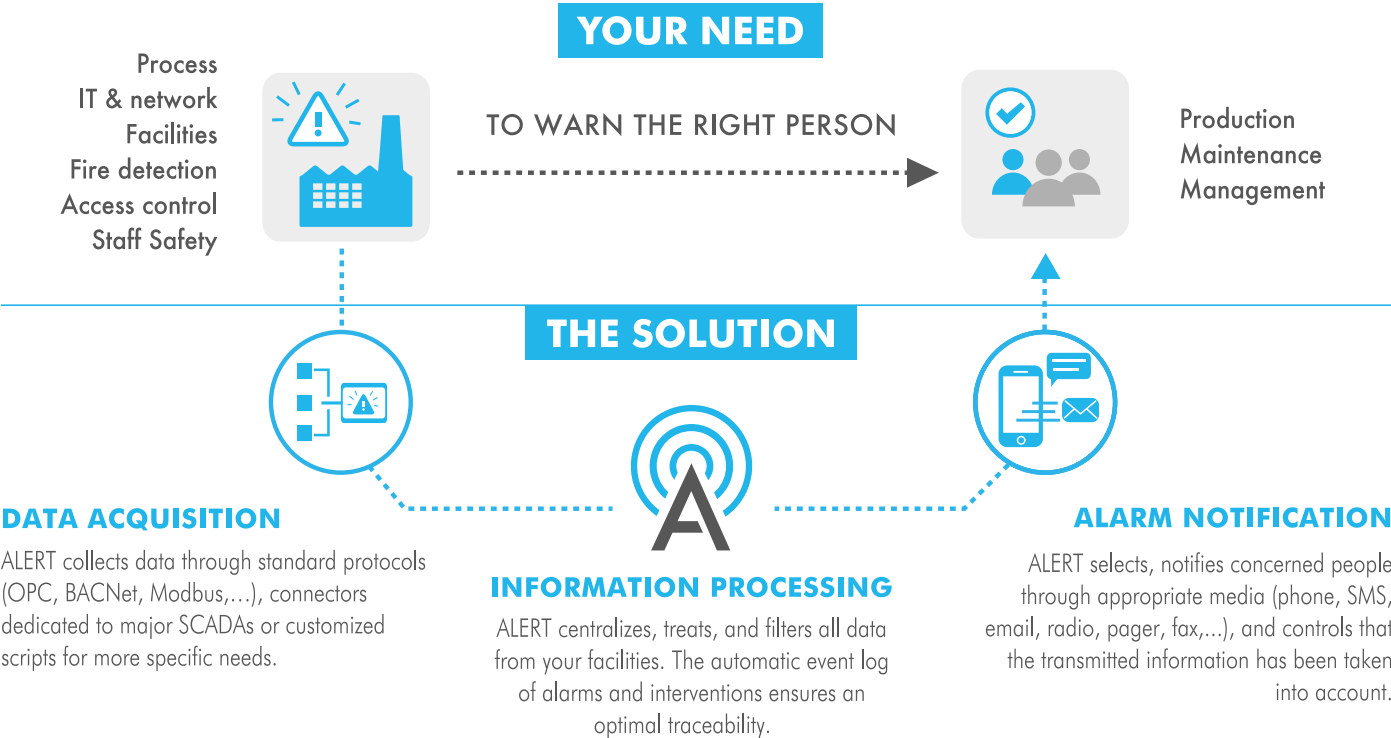 YOUR NEED
Process
IT & network
Facilities
Fire detection
Access control
Staff Safety
TO WARN THE RIGHT PERSON
Production
Maintenance
Management
THE SOLUTION
DATA ACQUISITION
ALERT collects data through standard protocols
(OPC, BACNet, Modbus,...), connectors
dedicated to major SCADAs or customized
scripts for more specific needs.
INFORMATION PROCESSING
ALERT centralizes, treats, and filters all data
from your facilities. The automatic event log
of alarms and interventions ensures an
optimal traceability.
ALARM NOTIFICATION
ALERT selects, notifies concerned people
through appropriate media (phone, SMS,
email, radio, pager, fax,...), and controls that
the transmitted information has been taken
into account.